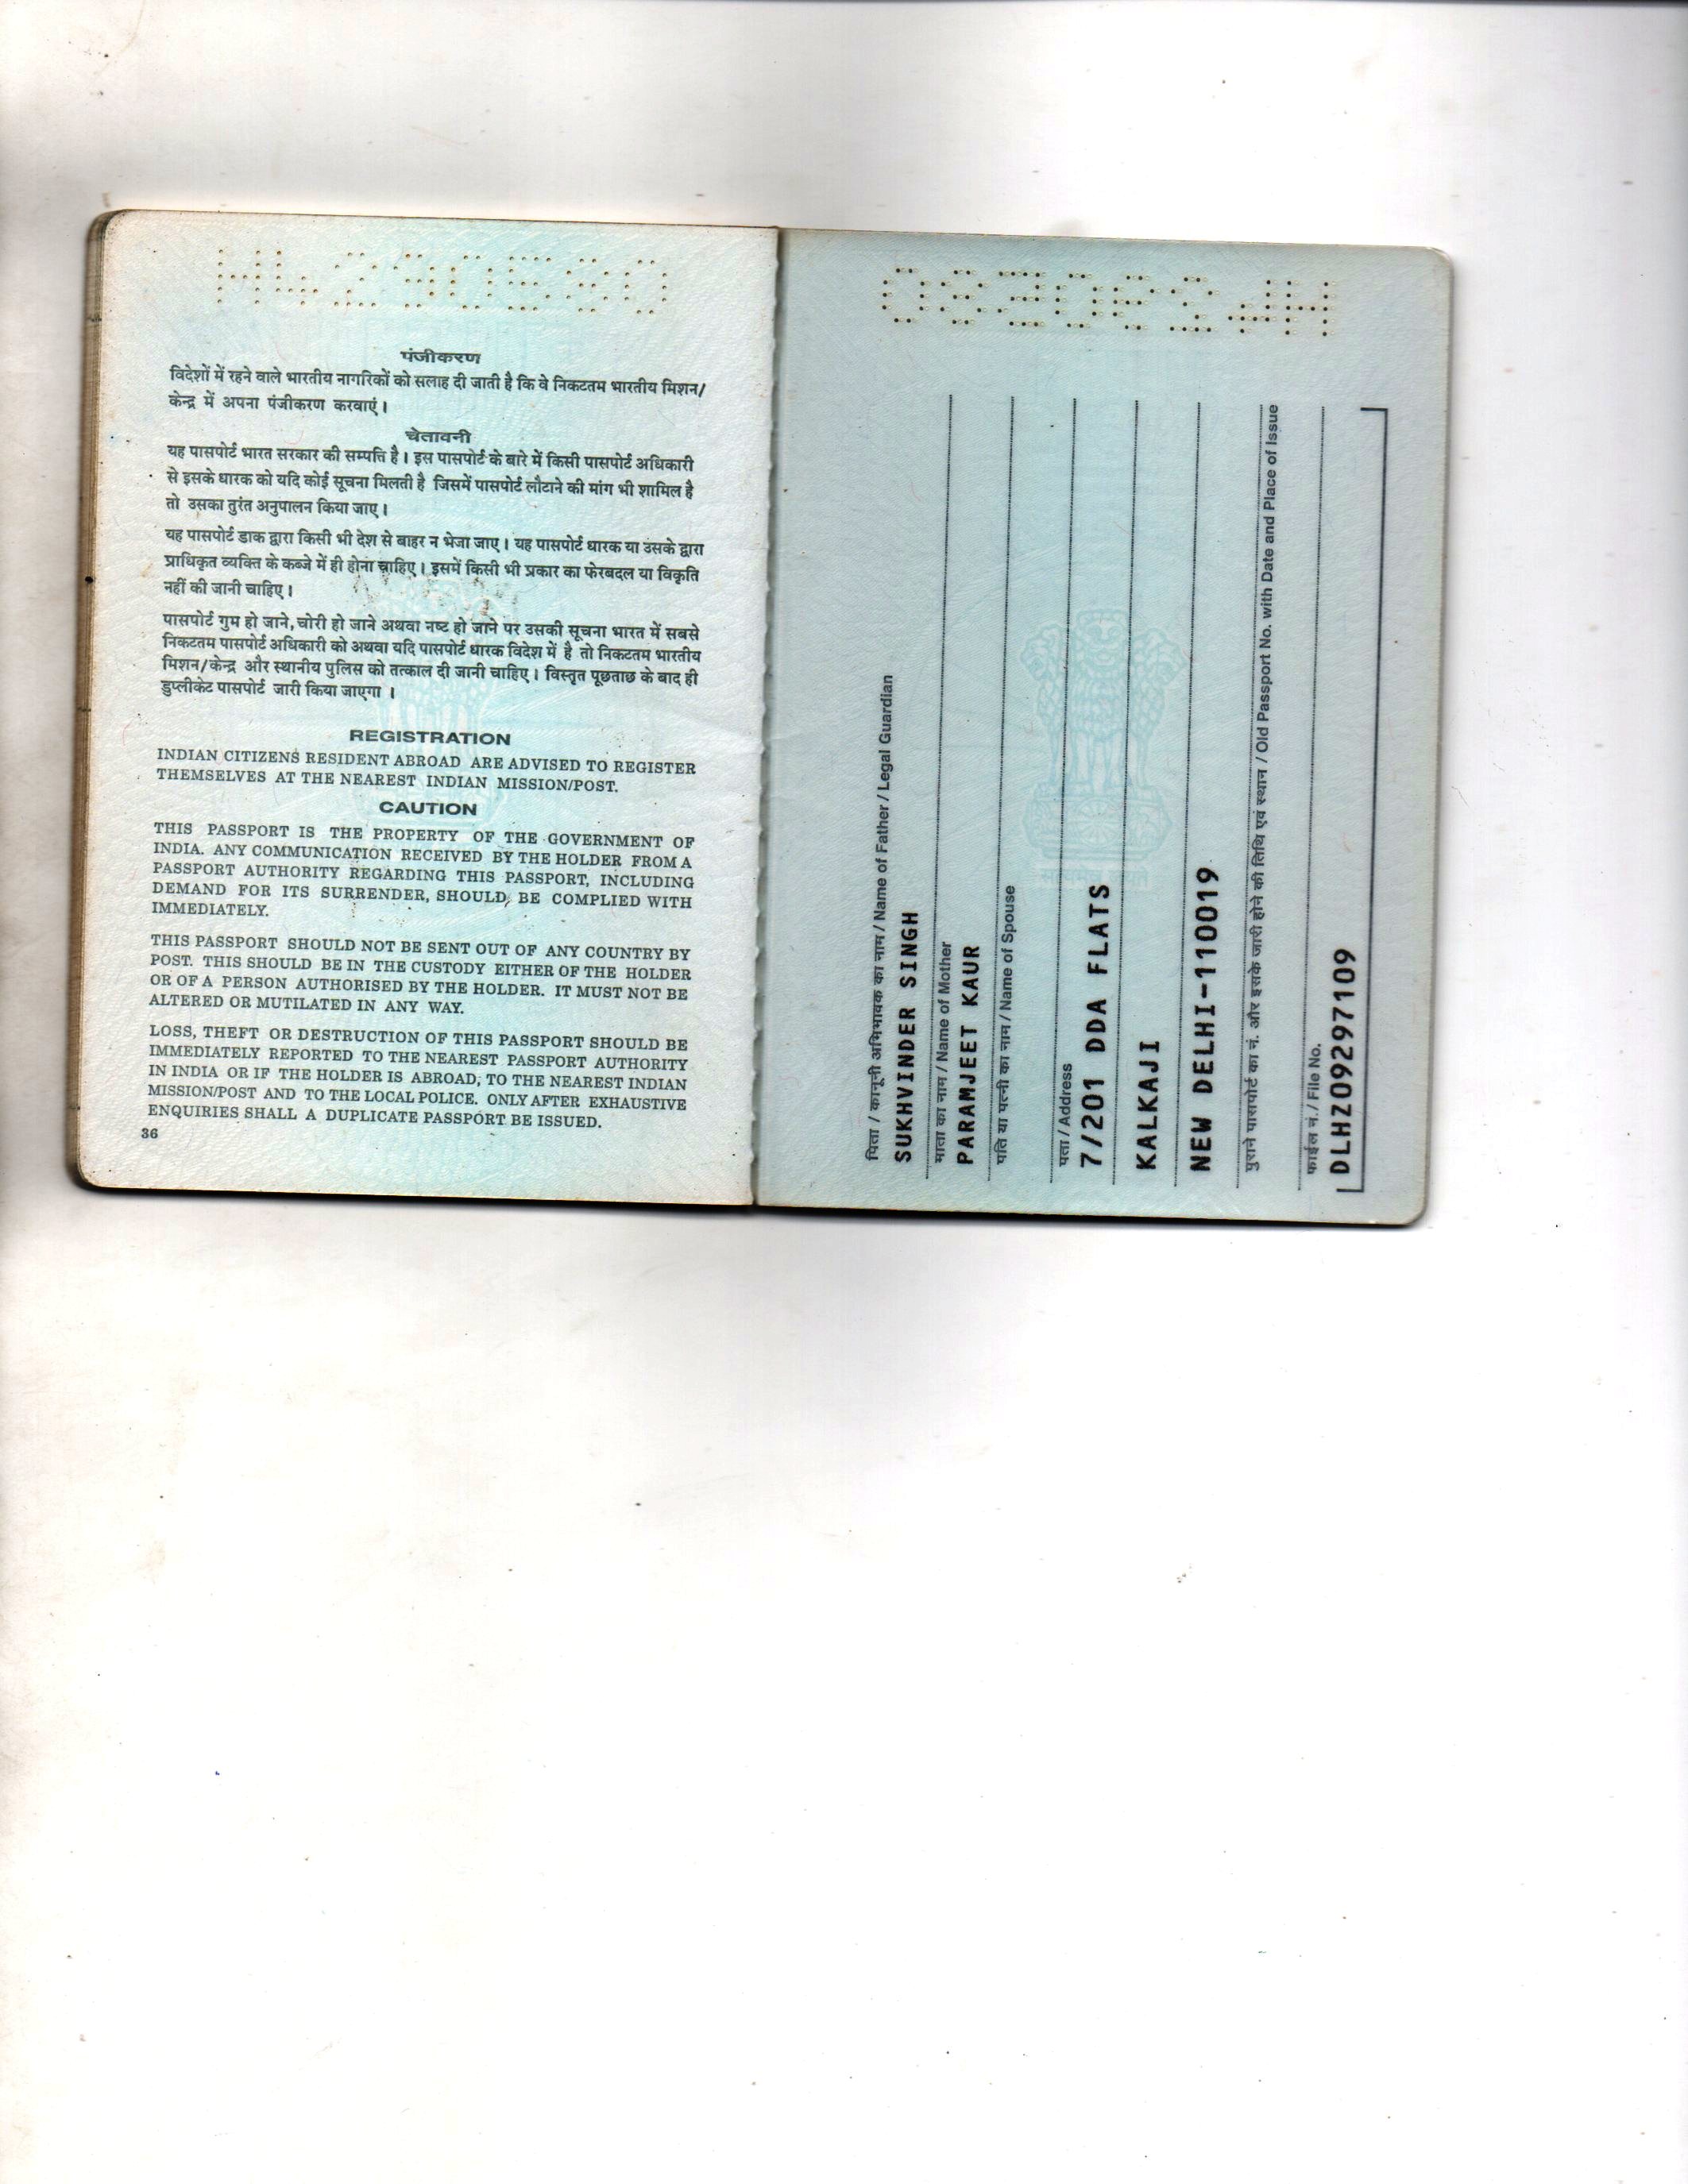 पंजीकरण
विदेशों में रहने वाले भारतीय नागरिकों को सलाह दी जाती है कि वे निकटतम भारतीय मिशन/
केन्द्र में अपना पंजीकरण करवाएं।
चेतावनी
यह पासपोर्ट भारत सरकार की सम्पत्ति है। इस पासपोर्ट के बारे में किसी पासपोर्ट अधिकारी
से इसके धारक को यदि कोई सूचना मिलती है जिसमें पासपोर्ट लौटाने की मांग भी शामिल है
तो उसका तुरंत अनुपालन किया जाए।
यह पासपोर्ट डाक द्वारा किसी भी देश से बाहर न भेजा जाए। यह पासपोर्ट धारक या उसके द्वारा
प्राधिकृत व्यक्ति के कब्जे में ही होना चाहिए। इसमें किसी भी प्रकार का फेरबदल या विकृति
नहीं की जानी चाहिए।
पासपोर्ट गुम हो जाने, चोरी हो जाने अथवा नष्ट हो जाने पर उसकी सूचना भारत में सबसे
निकटतम पासपोर्ट अधिकारी को अथवा यदि पासपोर्ट धारक विदेश में है तो निकटतम भारतीय
मिशन/केन्द्र और स्थानीय पुलिस को तत्काल दी जानी चाहिए। विस्तृत पूछताछ के बाद ही
डुप्लीकेट पासपोर्ट जारी किया जाएगा।
REGISTRATION
INDIAN CITIZENS RESIDENT ABROAD ARE ADVISED TO REGISTER
THEMSELVES AT THE NEAREST INDIAN MISSION/POST.
CAUTION
THIS PASSPORT IS THE PROPERTY OF THE GOVERNMENT OF
INDIA. ANY COMMUNICATION RECEIVED BY THE HOLDER FROM A
PASSPORT AUTHORITY REGARDING THIS PASSPORT, INCLUDING
DEMAND FOR ITS SURRENDER, SHOULD, BE COMPLIED WITH
IMMEDIATELY.
THIS PASSPORT SHOULD NOT BE SENT OUT OF ANY COUNTRY BY
POST. THIS SHOULD BE IN THE CUSTODY EITHER OF THE HOLDER
OR OF A PERSON AUTHORISED BY THE HOLDER. IT MUST NOT BE
ALTERED OR MUTILATED IN ANY WAY.
LOSS, THEFT OR DESTRUCTION OF THIS PASSPORT SHOULD BE
IMMEDIATELY REPORTED TO THE NEAREST PASSPORT AUTHORITY
IN INDIA OR IF THE HOLDER IS ABROAD, TO THE NEAREST INDIAN
MISSION/POST AND TO THE LOCAL POLICE. ONLY AFTER EXHAUSTIVE
ENQUIRIES SHALL A DUPLICATE PASSPORT BE ISSUED.
36
पिता / कानूनी अभिभावक का नाम / Name of Father / Legal Guardian
SUKHVINDER SINGH
माता का नाम / Name of Mother
PARAMJEET KAUR
पति या पत्नी का नाम / Name of Spouse
पता / Address
7/201 DDA FLATS
KALKAJI
NEW DELHI-110019
पुराने पासपोर्ट का नं. और इसके जारी होने की तिथि एवं स्थान / Old Passport No. with Date and Place of Issue
फाईल नं. / File No.
DLHZ09297109